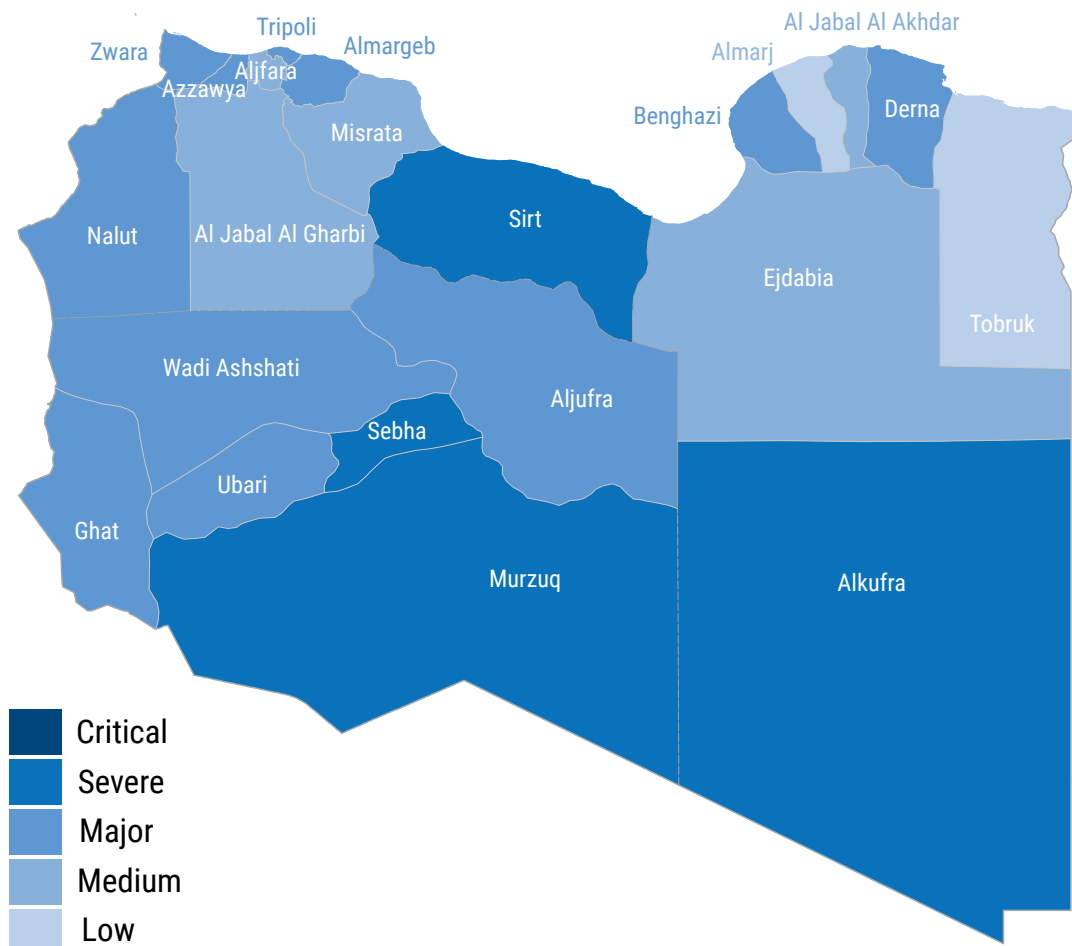 Al Jabal Al Akhdar
Tripoli
Zwara
Almargeb
Almarj
Aljfara
Azzawya
Benghazi
Derna
Misrata
Sirt
Nalut
Al Jabal Al Gharbi
Ejdabia
Tobruk
Wadi Ashshati
Aljufra
Sebha
Ubari
Ghat
Murzuq
Alkufra
Critical
Severe
Major
Medium
Low